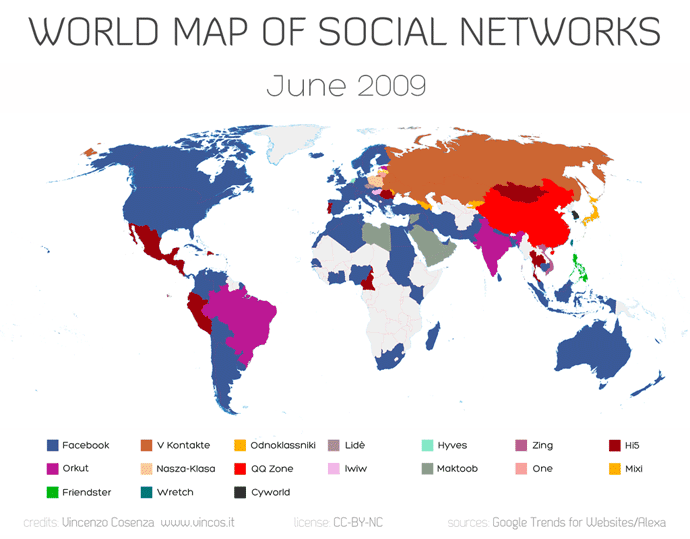 WORLD MAP OF SOCIAL NETWORKS
June 2009
Facebook V Kontakte Odnoklassniki Lidè Hyves Zing Hi5
Orkut Nasza-Klasa QQ Zone Iwiw Maktoob One Mixi
Friendster Wretch Cyworld
credits: Vincenzo Cosenza www.vincos.it license: CC-BY-NC sources: Google Trends for Websites/Alexa